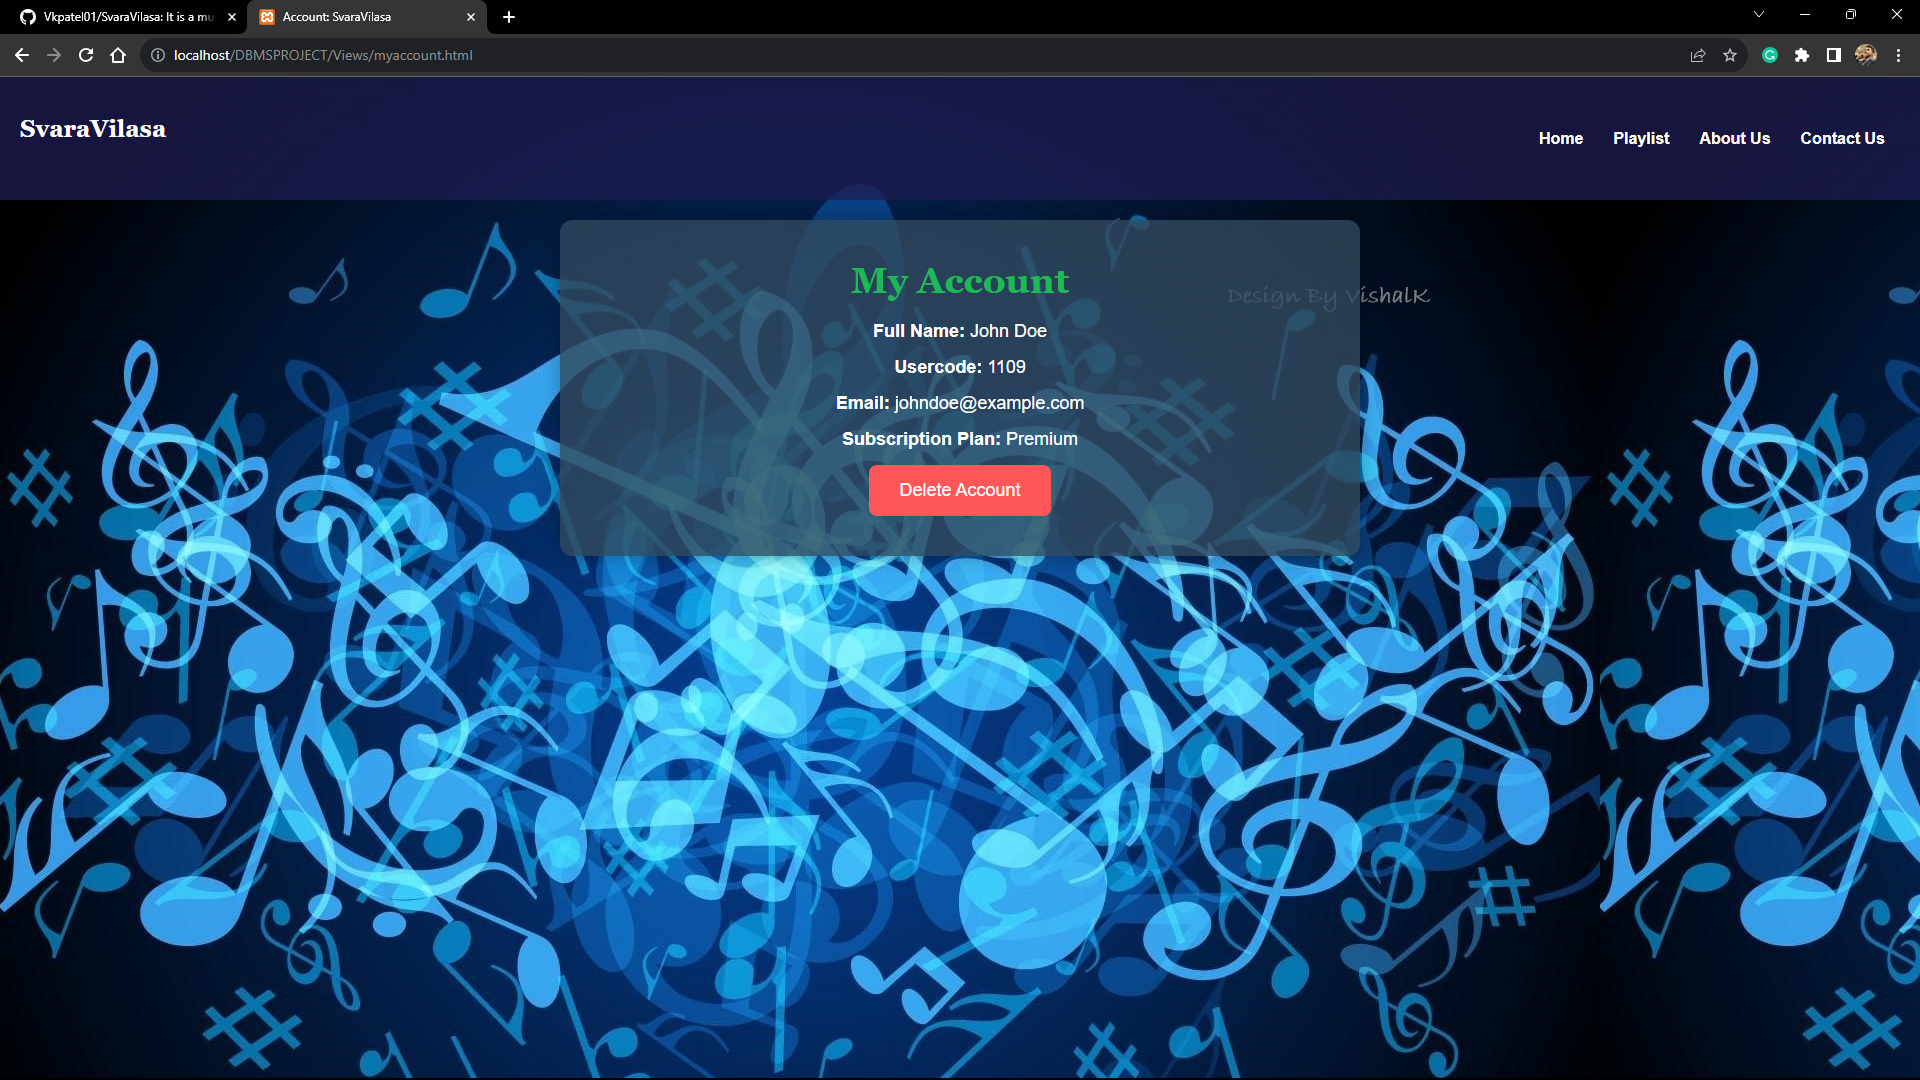 Vkpatel01/SvaraVilasa: It is a mu
Account: SvaraVilasa
localhost/DBMSPROJECT/Views/myaccount.html
SvaraVilasa
Home Playlist About Us Contact Us
My Account
Design By VishalK
Full Name: John Doe
Usercode: 1109
Email: johndoe@example.com
Subscription Plan: Premium
Delete Account